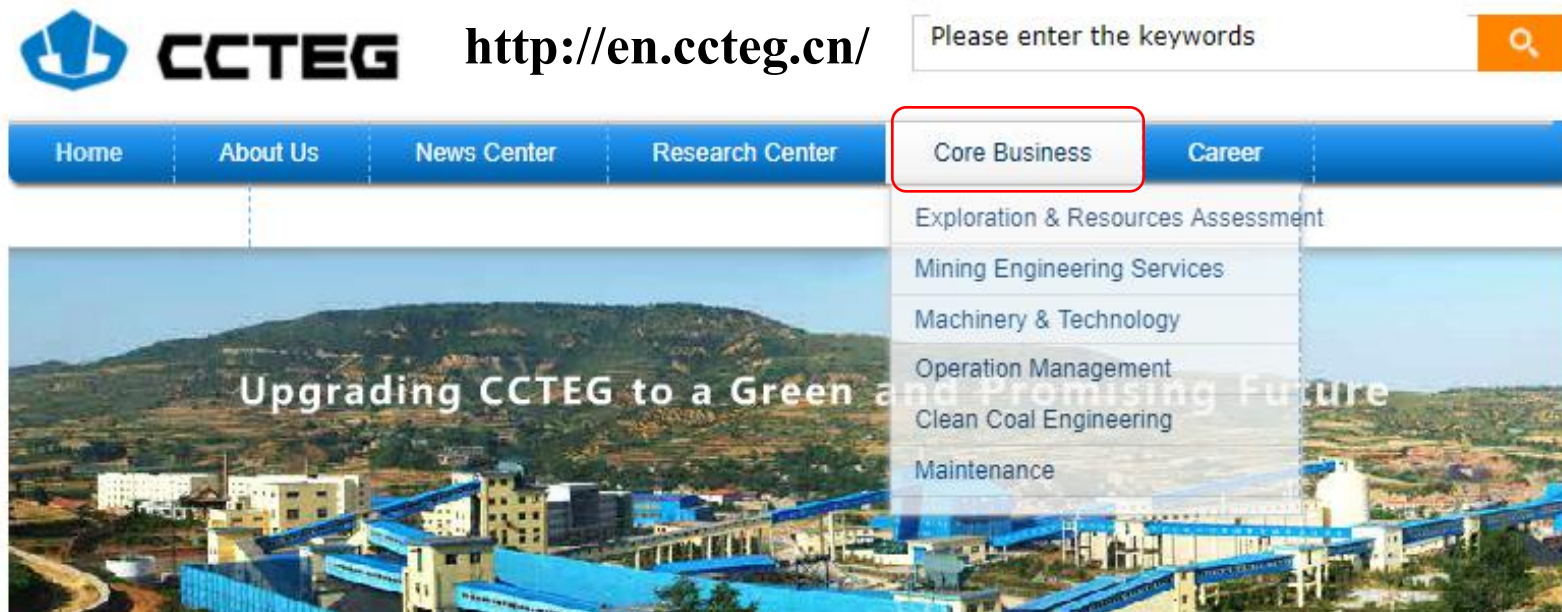 CCTEG
http://en.ccteg.cn/
Please enter the keywords
Home About Us News Center Research Center Core Business Career
Exploration & Resources Assessment
Mining Engineering Services
Machinery & Technology
Operation Management
Clean Coal Engineering
Maintenance
Upgrading CCTEG to a Green and Promising Future